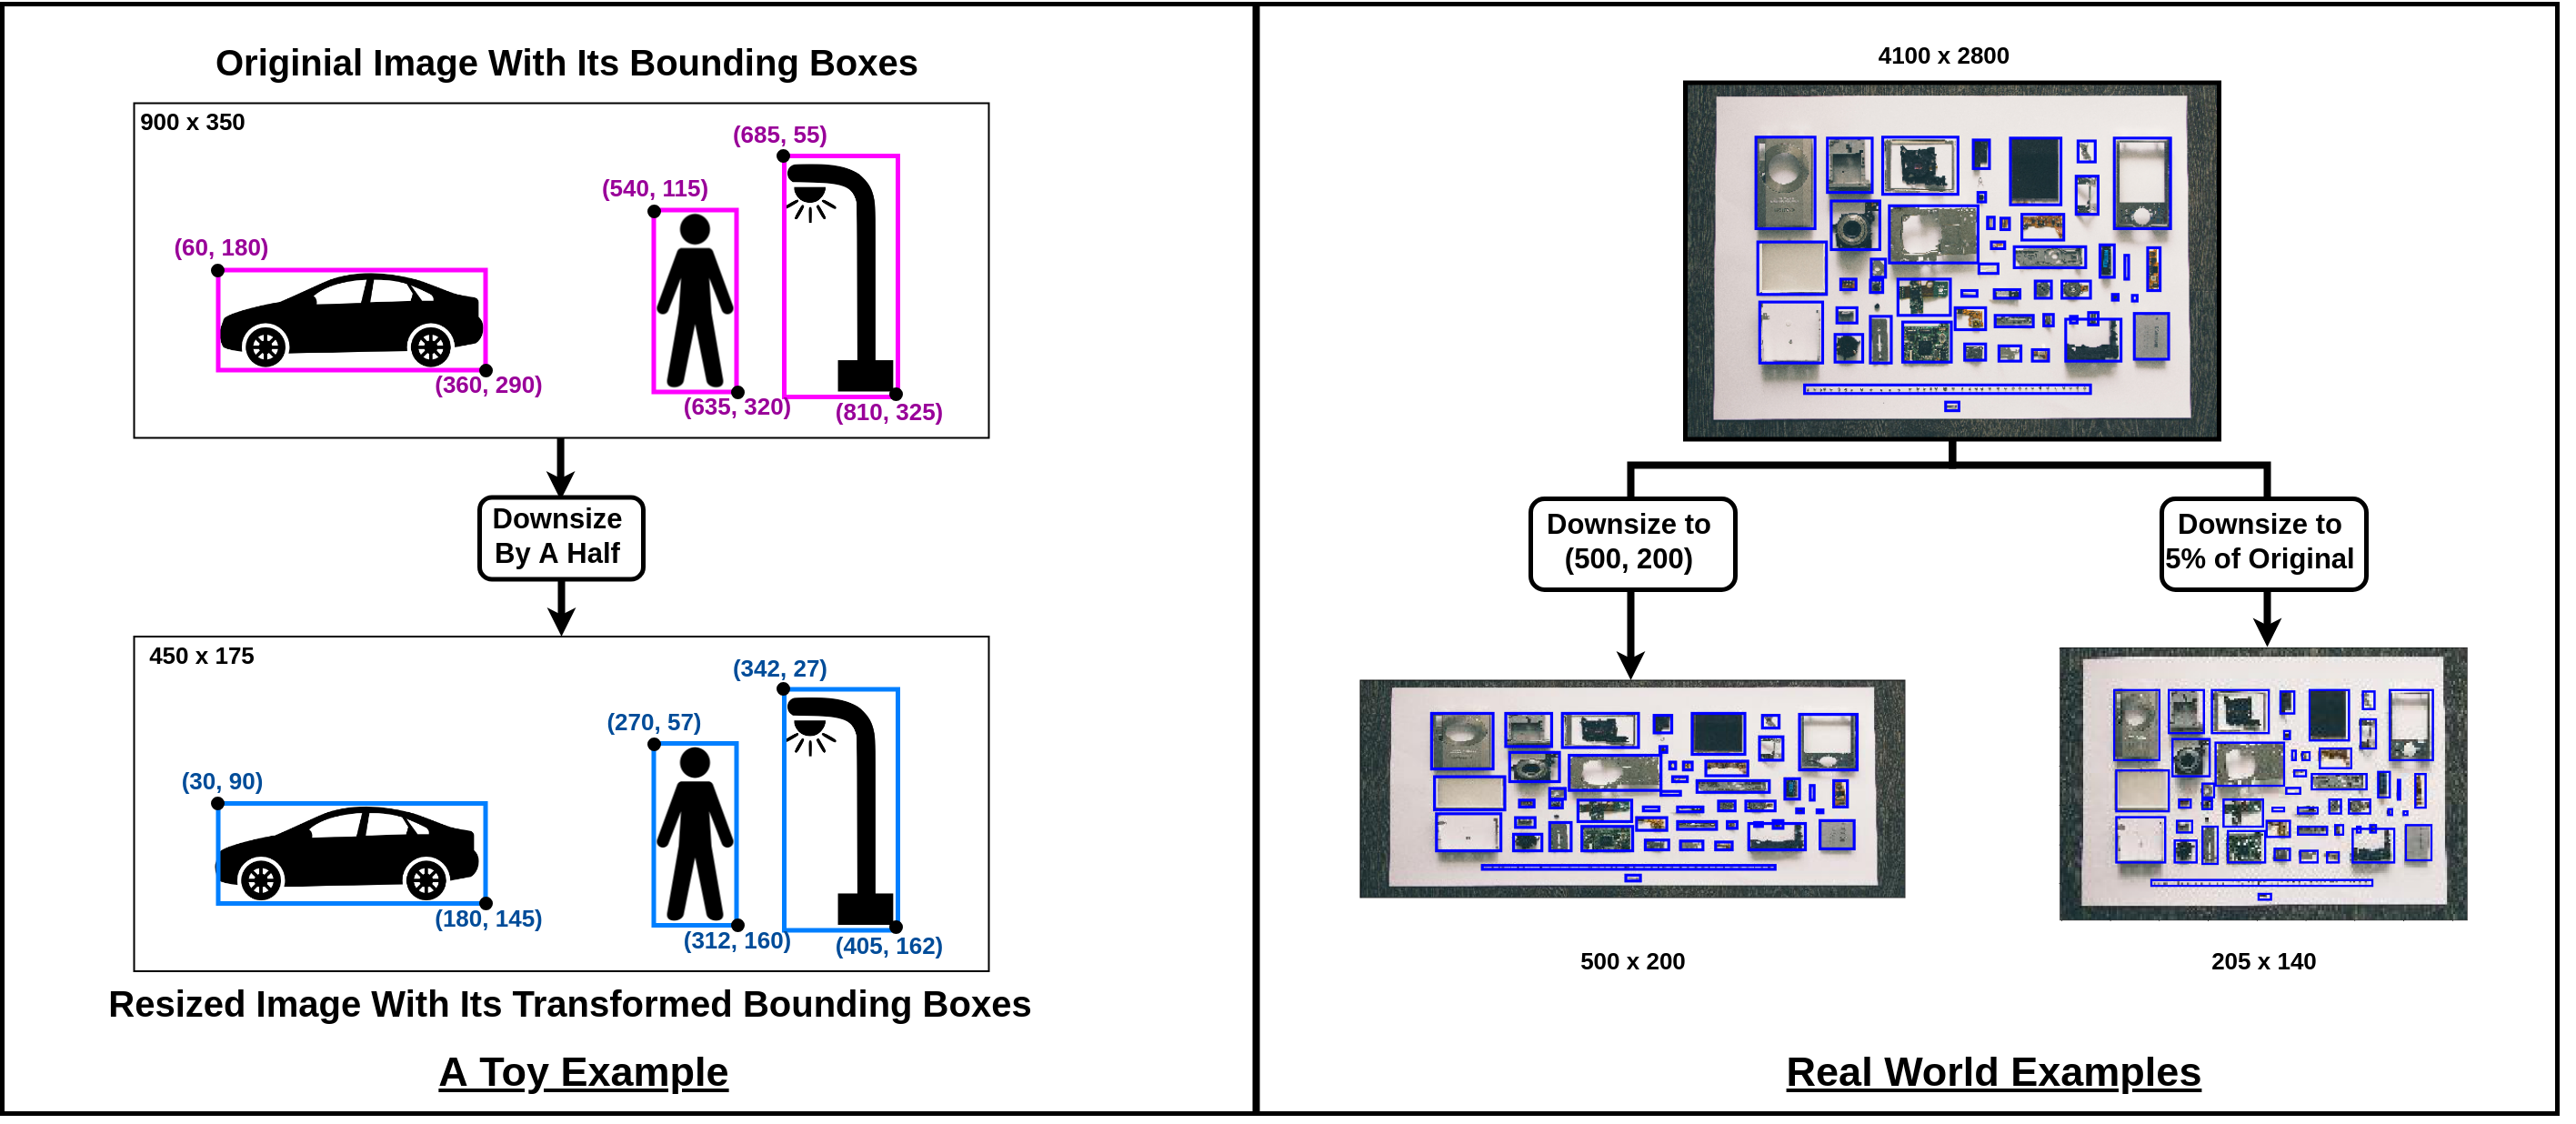 Originial Image With Its Bounding Boxes
900 x 350
(685, 55)
(540, 115)
(60, 180)
(360, 290)
(635, 320)
(810, 325)
Downsize
By A Half
450 x 175
(342, 27)
(270, 57)
(30, 90)
(180, 145)
(312, 160)
(405, 162)
Resized Image With Its Transformed Bounding Boxes
A Toy Example
4100 x 2800
Downsize to
(500, 200)
Downsize to
5% of Original
500 x 200
205 x 140
Real World Examples